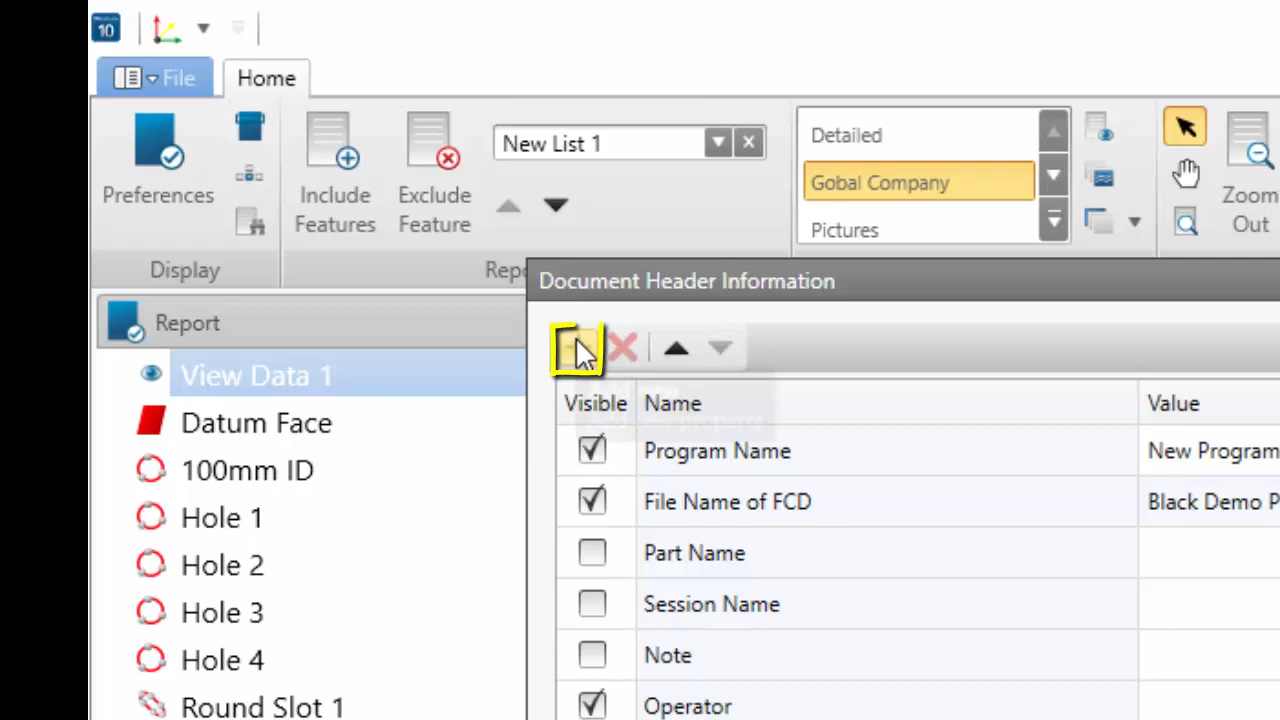 10
File
Home
Preferences
Include
Features
Exclude
Feature
New List 1
Detailed
Gobal Company
Pictures
Zoom
Out
Display
Document Header Information
Report
View Data 1
Datum Face
100mm ID
Hole 1
Hole 2
Hole 3
Hole 4
Round Slot 1
Visible
Name
Value
Program Name
New Program
File Name of FCD
Black Demo P
Part Name
Session Name
Note
Operator